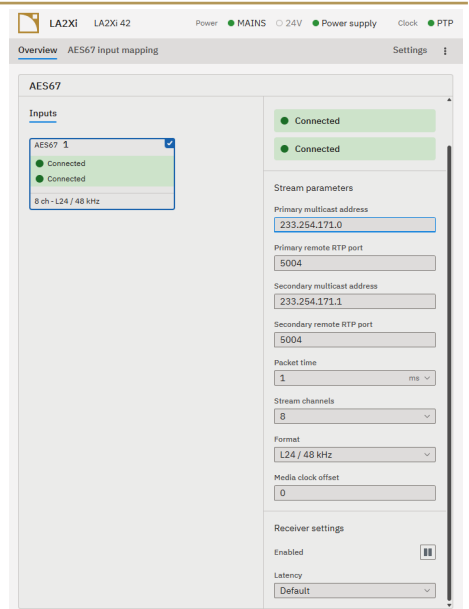 LA2Xi LA2Xi 42 Power MAINS 24V Power supply Clock PTP
Overview AES67 input mapping Settings
AES67
Inputs
AES67 1
Connected
Connected
8 ch - L24 / 48 kHz
Connected
Connected
Stream parameters
Primary multicast address
233.254.171.0
Primary remote RTP port
5004
Secondary multicast address
233.254.171.1
Secondary remote RTP port
5004
Packet time
1 ms
Stream channels
8
Format
L24 / 48 kHz
Media clock offset
0
Receiver settings
Enabled
Latency
Default